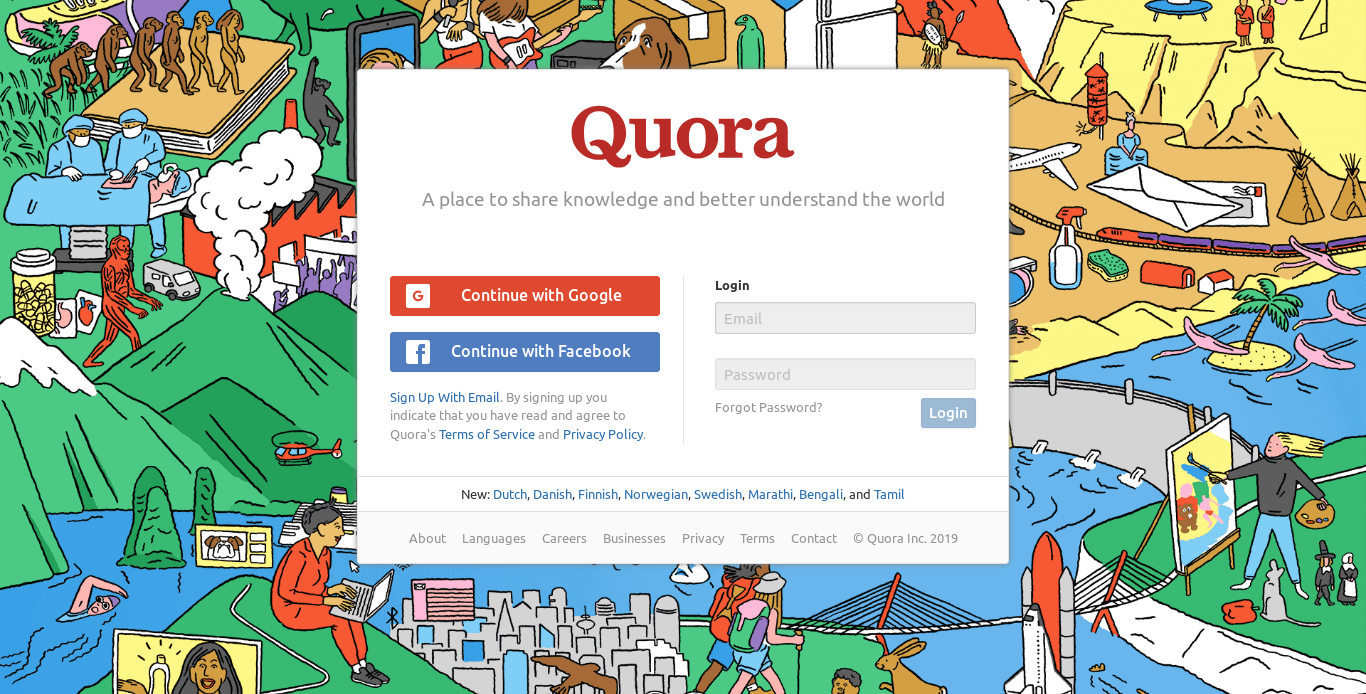 Quora
A place to share knowledge and better understand the world
Continue with Google
Continue with Facebook
Sign Up With Email. By signing up you
indicate that you have read and agree to
Quora's Terms of Service and Privacy Policy.
Login
Email
Password
Forgot Password?
Login
New: Dutch, Danish, Finnish, Norwegian, Swedish, Marathi, Bengali, and Tamil
About Languages Careers Businesses Privacy Terms Contact © Quora Inc. 2019